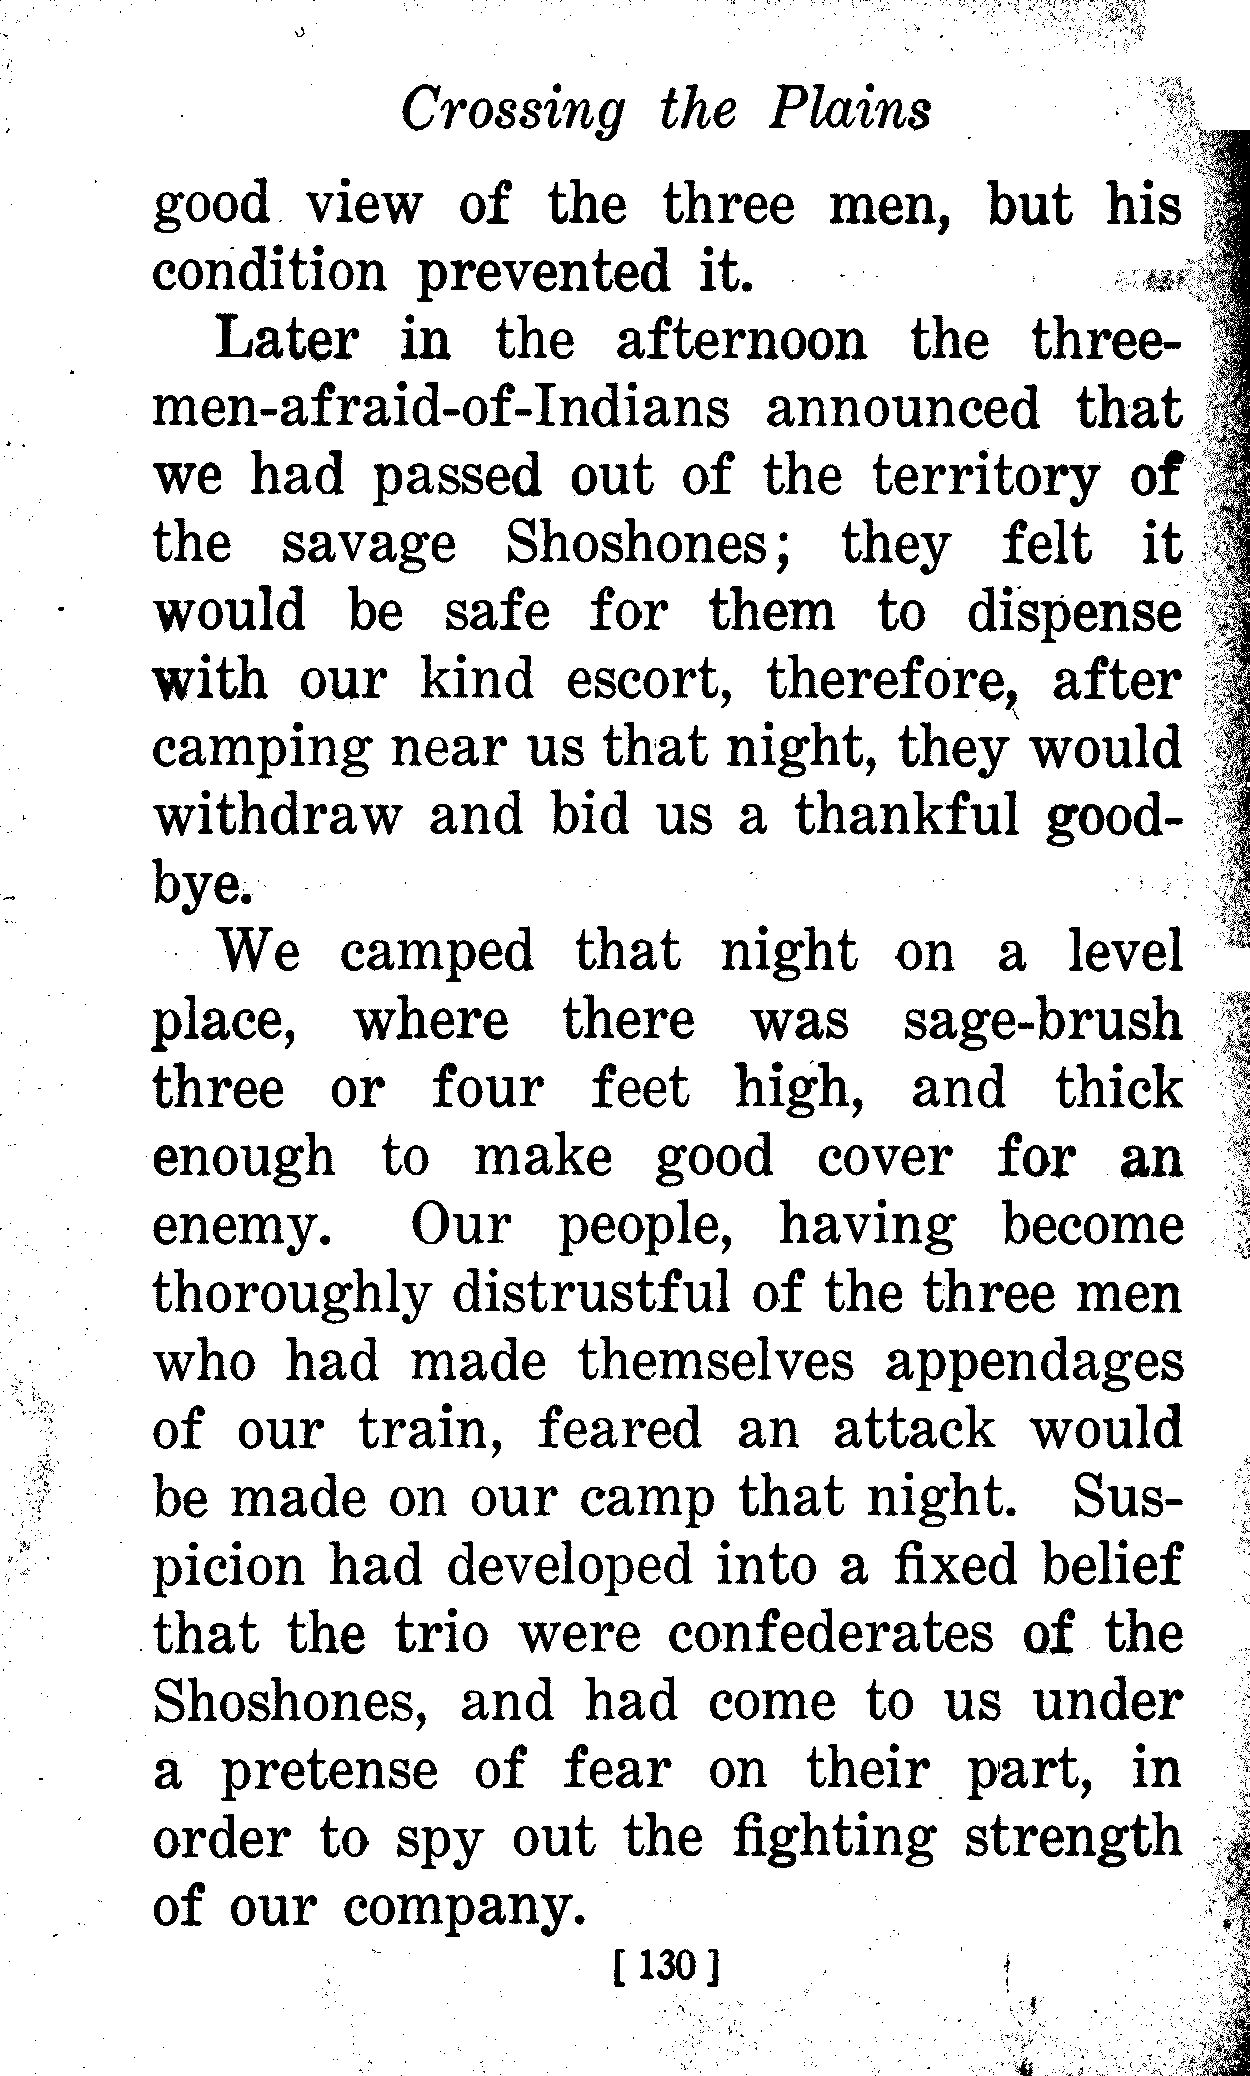 Crossing the Plains
good view of the three men, but his
condition prevented it.
Later in the afternoon the three-
men-afraid-of-Indians announced that
we had passed out of the territory of
the savage Shoshones; they felt it
would be safe for them to dispense
with our kind escort, therefore, after
camping near us that night, they would
withdraw and bid us a thankful good-
bye.
We camped that night on a level
place, where there was sage-brush
three or four feet high, and thick
enough to make good cover for an
enemy. Our people, having become
thoroughly distrustful of the three men
who had made themselves appendages
of our train, feared an attack would
be made on our camp that night. Sus-
picion had developed into a fixed belief
that the trio were confederates of the
Shoshones, and had come to us under
a pretense of fear on their part, in
order to spy out the fighting strength
of our company.
[ 130 ]